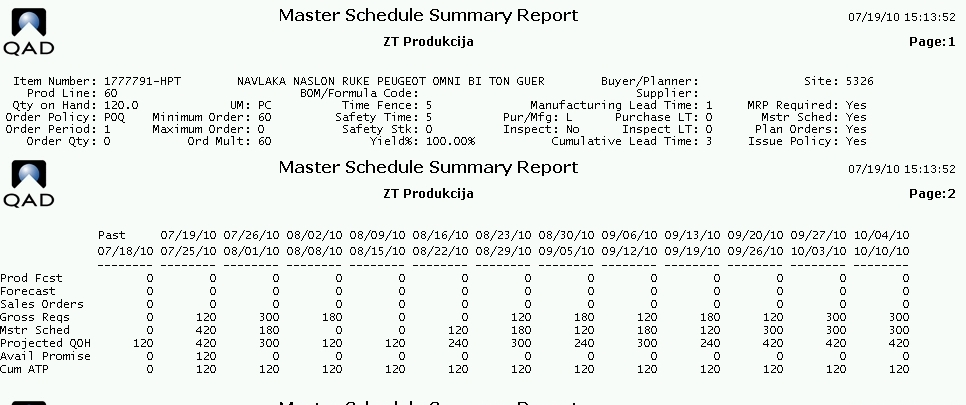 QAD
Master Schedule Summary Report
07/19/10 15:13:52
ZT Produkcija
Page:1
Item Number: 1777791-HPT NAVLAKA NASLON RUKE PEUGEOT OMNI BI TON GUER Buyer/Planner: Site: 5326
Prod Line: 60 BOM/Formula Code: Supplier:
Qty on Hand: 120.0 UM: PC Time Fence: 5 Manufacturing Lead Time: 1 MRP Required: Yes
Order Policy: POQ Minimum Order: 60 Safety Time: 5 Pur/Mfg: L Purchase LT: 0 Mstr Sched: Yes
Order Period: 1 Maximum Order: 0 Safety Stk: 0 Inspect: No Inspect LT: 0 Plan Orders: Yes
Order Qty: 0 Ord Mult: 60 Yield%: 100.00% Cumulative Lead Time: 3 Issue Policy: Yes
QAD
Master Schedule Summary Report
07/19/10 15:13:52
ZT Produkcija
Page:2
Past 07/19/10 07/26/10 08/02/10 08/09/10 08/16/10 08/23/10 08/30/10 09/06/10 09/13/10 09/20/10 09/27/10 10/04/10
07/18/10 07/25/10 08/01/10 08/08/10 08/15/10 08/22/10 08/29/10 09/05/10 09/12/10 09/19/10 09/26/10 10/03/10 10/10/10
-------- -------- -------- -------- -------- -------- -------- -------- -------- -------- -------- -------- --------
Prod Fcst 0 0 0 0 0 0 0 0 0 0 0 0 0
Forecast 0 0 0 0 0 0 0 0 0 0 0 0 0
Sales Orders 0 0 0 0 0 0 0 0 0 0 0 0 0
Gross Reqs 0 120 300 180 0 0 120 180 120 180 120 300 300
Mstr Sched 0 420 180 0 0 120 180 120 180 120 300 300 300
Projected QOH 120 420 300 120 120 240 300 240 300 240 420 420 420
Avail Promise 0 120 0 0 0 0 0 0 0 0 0 0 0
Cum ATP 0 120 120 120 120 120 120 120 120 120 120 120 120